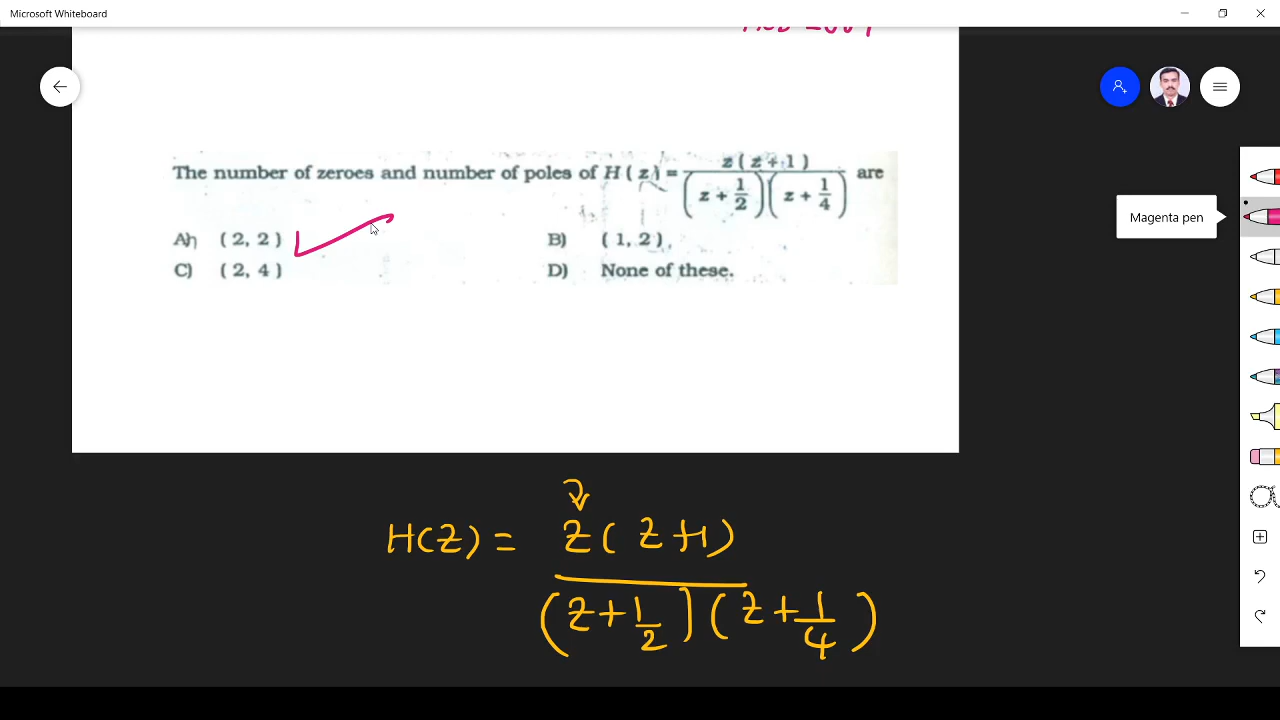 Microsoft Whiteboard
The number of zeroes and number of poles of H ( z ) = z ( z + 1 ) / ( z + 1/2 ) ( z + 1/4 ) are
A) ( 2, 2 )
B) ( 1, 2 ),
C) ( 2, 4 )
D) None of these.
Magenta pen
H(Z) = Z ( Z+1 ) / ( Z + 1/2 ) ( Z + 1/4 )